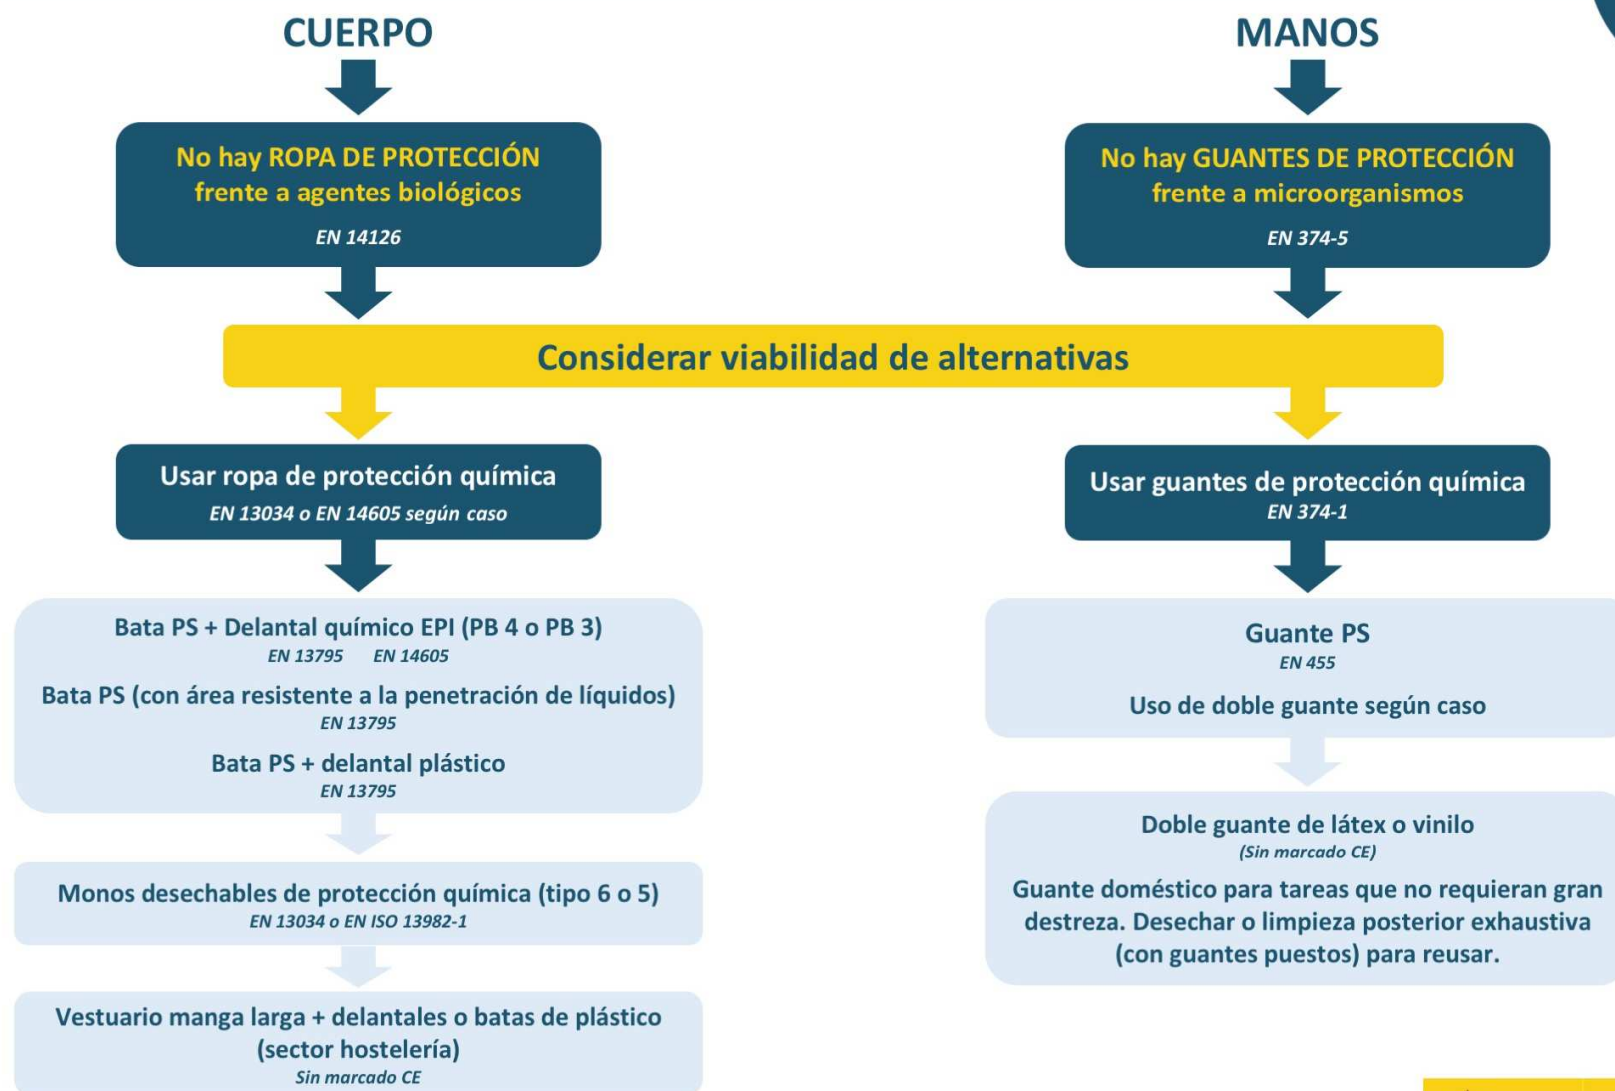 CUERPO
No hay ROPA DE PROTECCIÓN
frente a agentes biológicos
EN 14126
MANOS
No hay GUANTES DE PROTECCIÓN
frente a microorganismos
EN 374-5
Considerar viabilidad de alternativas
Usar ropa de protección química
EN 13034 o EN 14605 según caso
Bata PS + Delantal químico EPI (PB 4 o PB 3)
EN 13795 EN 14605
Bata PS (con área resistente a la penetración de líquidos)
EN 13795
Bata PS + delantal plástico
EN 13795
Monos desechables de protección química (tipo 6 o 5)
EN 13034 o EN ISO 13982-1
Vestuario manga larga + delantales o batas de plástico
(sector hostelería)
Sin marcado CE
Usar guantes de protección química
EN 374-1
Guante PS
EN 455
Uso de doble guante según caso
Doble guante de látex o vinilo
(Sin marcado CE)
Guante doméstico para tareas que no requieran gran
destreza. Desechar o limpieza posterior exhaustiva
(con guantes puestos) para reusar.